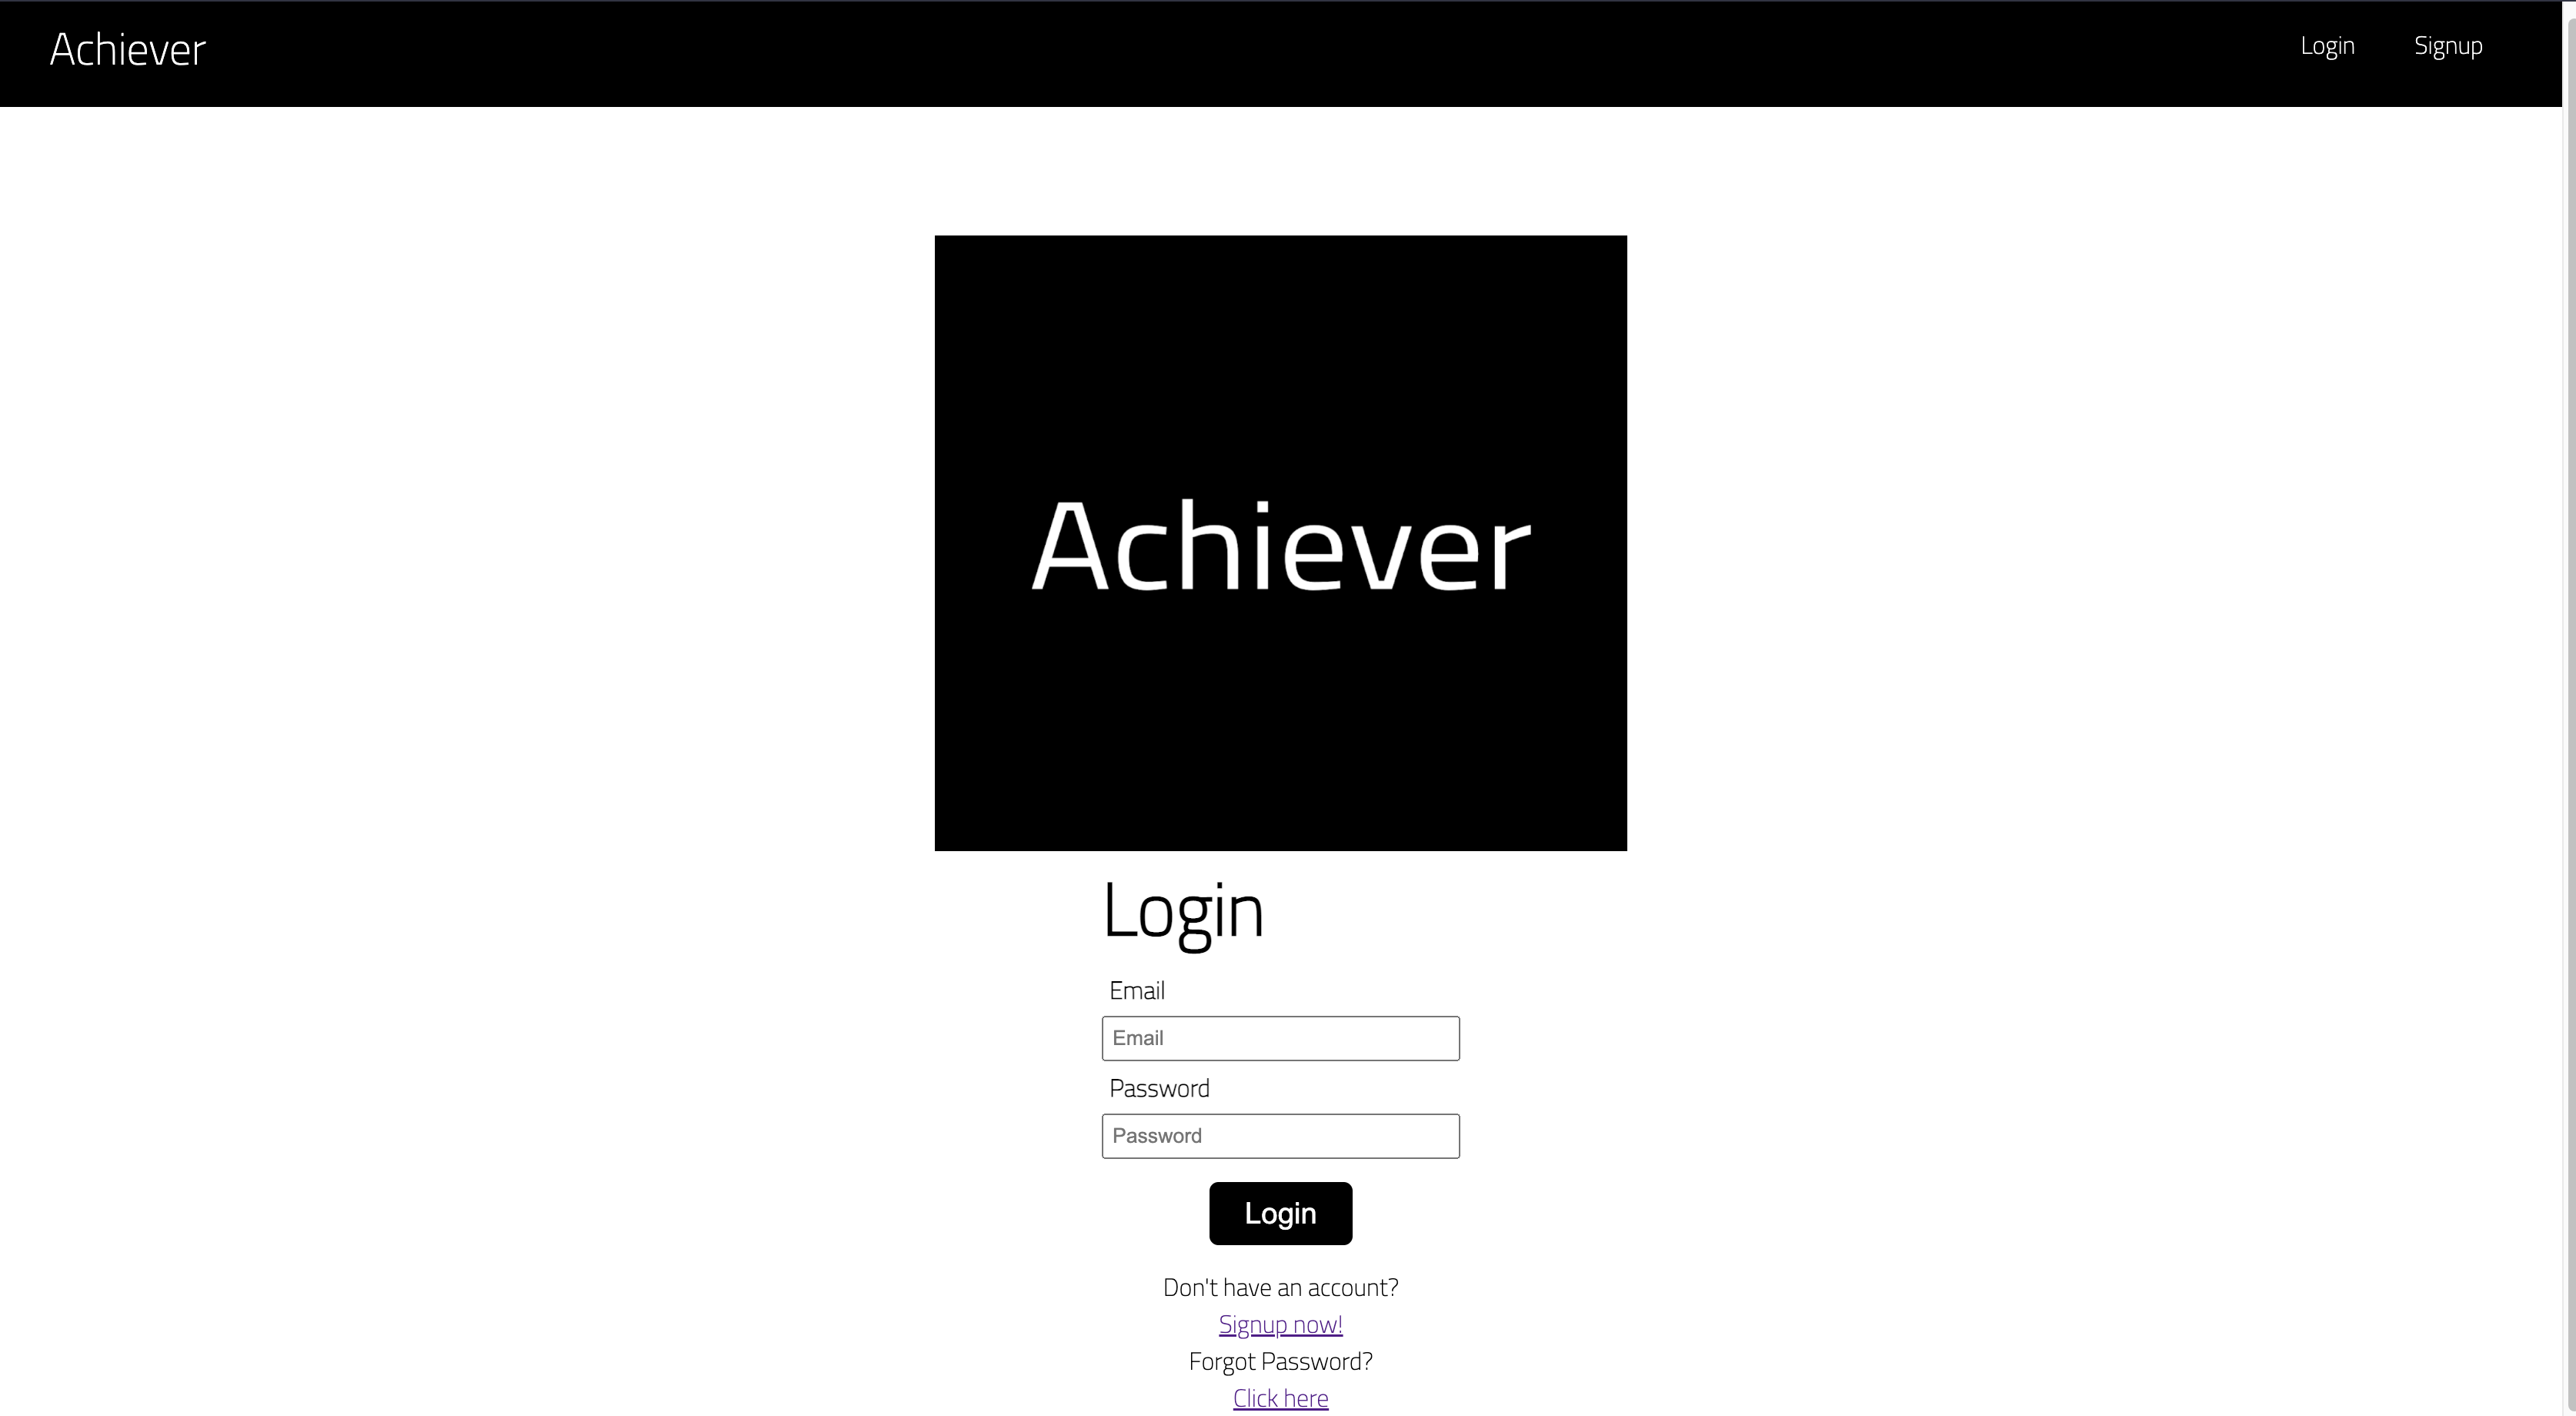 Achiever
Login
Signup
Achiever
Login
Email
Email
Password
Password
Login
Don't have an account?
Signup now!
Forgot Password?
Click here